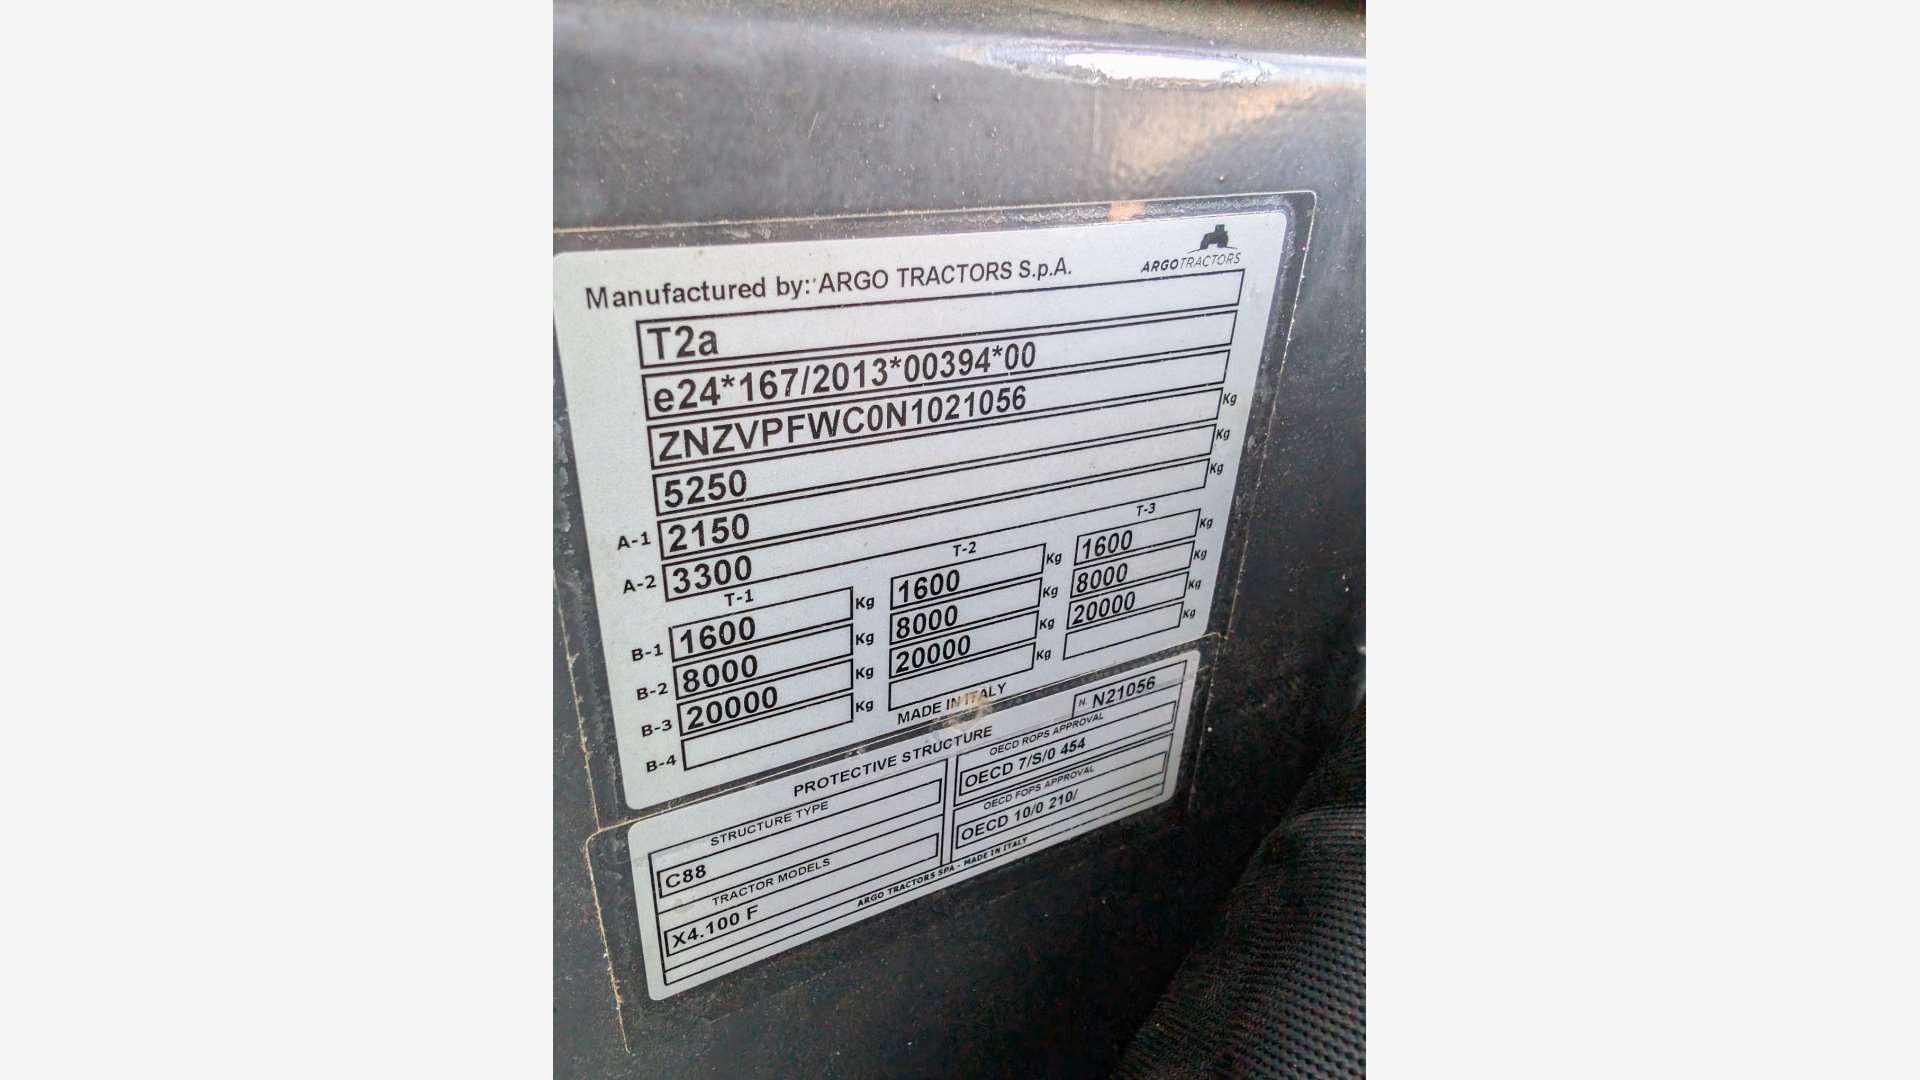 ARGOTRACTORS
Manufactured by: ARGO TRACTORS S.p.A.
T2a
e24*167/2013*00394*00
ZNZVPFWC0N1021056
5250 Kg
A-1 2150 Kg
A-2 3300 Kg
T-1 T-2 T-3
B-1 1600 Kg 1600 Kg 1600 Kg
B-2 8000 Kg 8000 Kg 8000 Kg
B-3 20000 Kg 20000 Kg 20000 Kg
B-4 Kg Kg Kg
MADE IN ITALY
PROTECTIVE STRUCTURE N. N21056
STRUCTURE TYPE
C88
TRACTOR MODELS
X4.100 F
OECD ROPS APPROVAL
OECD 7/S/0 454
OECD FOPS APPROVAL
OECD 10/0 210/
ARGO TRACTORS SPA - MADE IN ITALY